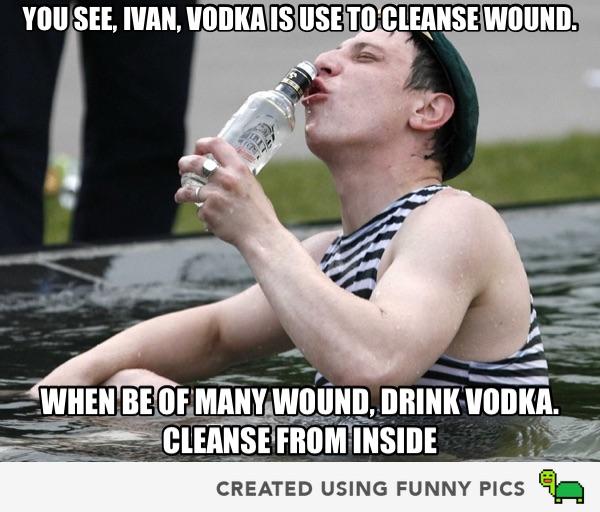 YOU SEE, IVAN, VODKA IS USE TO CLEANSE WOUND.
WHEN BE OF MANY WOUND, DRINK VODKA.
CLEANSE FROM INSIDE
CREATED USING FUNNY PICS